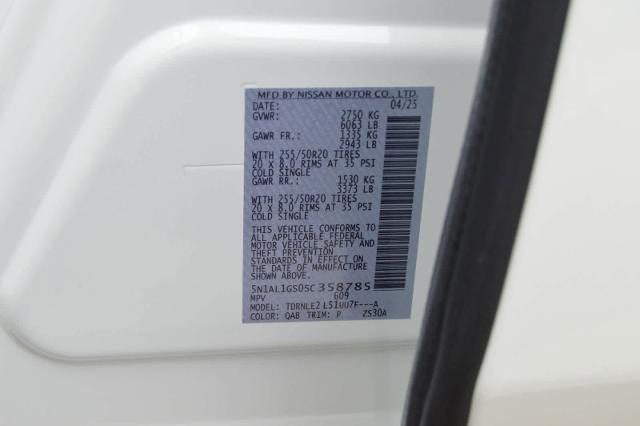 MFD BY NISSAN MOTOR CO., LTD.
DATE: 04/25
GVWR: 2750 KG
6063 LB
GAWR FR.: 1335 KG
2943 LB
WITH 255/50R20 TIRES
20 x 8.0 RIMS AT 35 PSI
COLD SINGLE
GAWR RR.: 1530 KG
3373 LB
WITH 255/50R20 TIRES
20 x 8.0 RIMS AT 35 PSI
COLD SINGLE
THIS VEHICLE CONFORMS TO
ALL APPLICABLE FEDERAL
MOTOR VEHICLE SAFETY AND
THEFT PREVENTION
STANDARDS IN EFFECT ON
THE DATE OF MANUFACTURE
SHOWN ABOVE.
5N1AL1GS0SC358785
MPV 609
MODEL: TDRNLE2 LS1UU7F---A
COLOR: QAB TRIM: P ZS30A